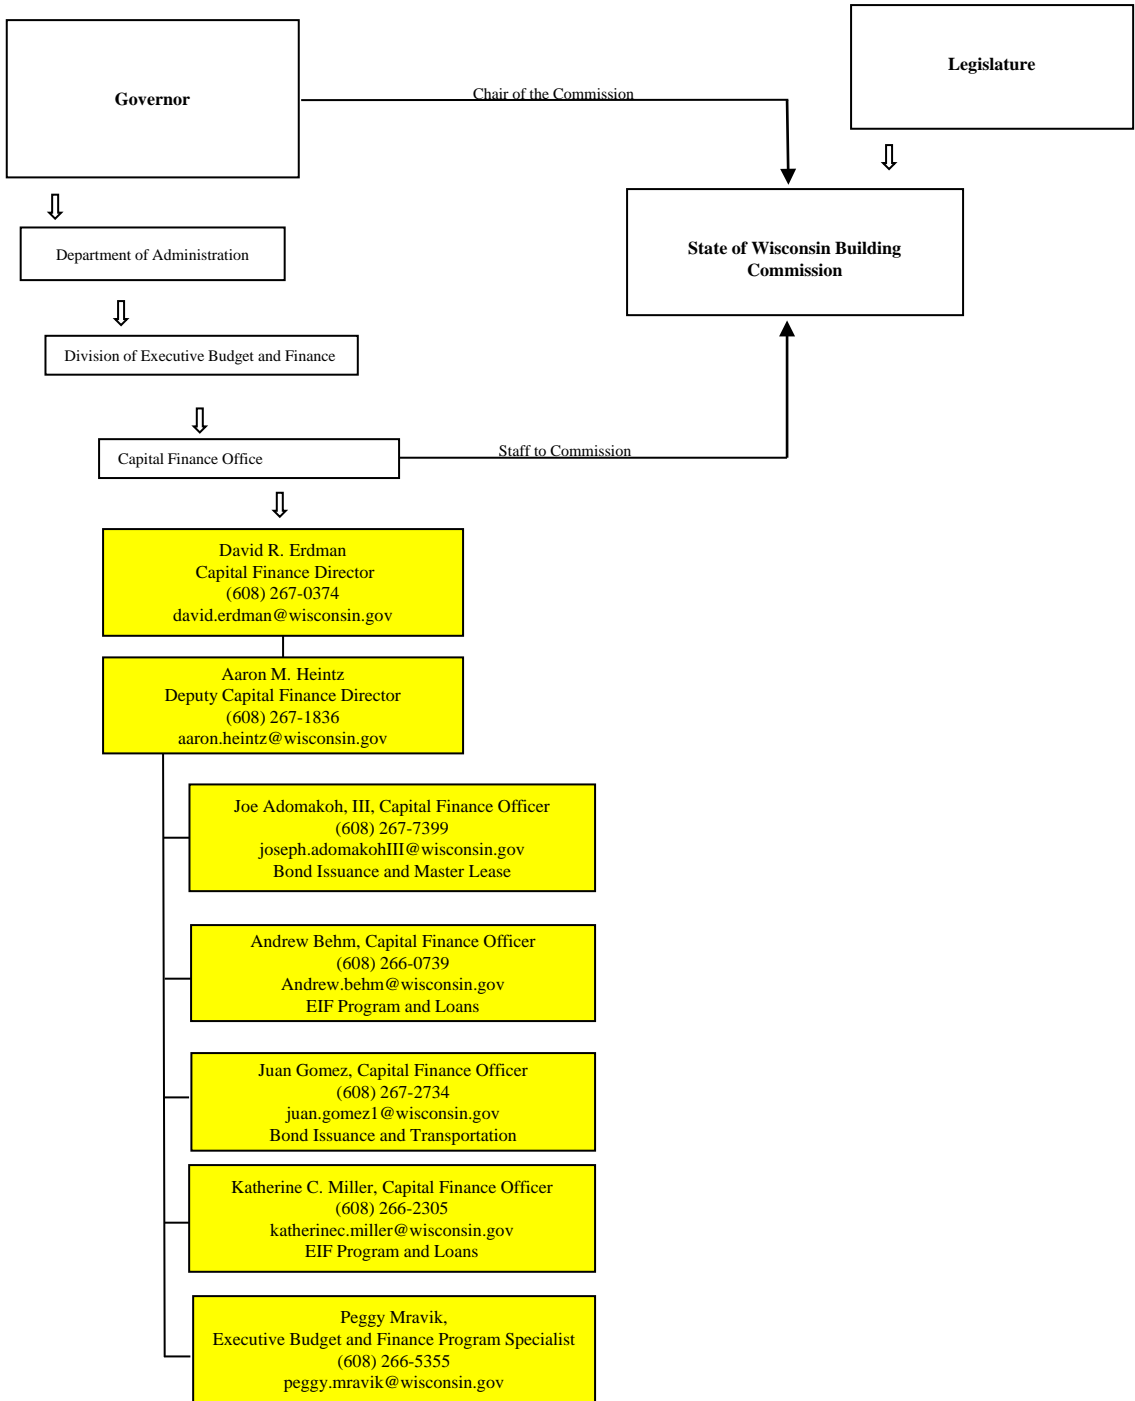 Legislature
Governor
Chair of the Commission
Department of Administration
State of Wisconsin Building
Commission
Division of Executive Budget and Finance
Capital Finance Office
Staff to Commission
David R. Erdman
Capital Finance Director
(608) 267-0374
david.erdman@wisconsin.gov
Aaron M. Heintz
Deputy Capital Finance Director
(608) 267-1836
aaron.heintz@wisconsin.gov
Joe Adomakoh, III, Capital Finance Officer
(608) 267-7399
joseph.adomakohIII@wisconsin.gov
Bond Issuance and Master Lease
Andrew Behm, Capital Finance Officer
(608) 266-0739
Andrew.behm@wisconsin.gov
EIF Program and Loans
Juan Gomez, Capital Finance Officer
(608) 267-2734
juan.gomez1@wisconsin.gov
Bond Issuance and Transportation
Katherine C. Miller, Capital Finance Officer
(608) 266-2305
katherinec.miller@wisconsin.gov
EIF Program and Loans
Peggy Mravik,
Executive Budget and Finance Program Specialist
(608) 266-5355
peggy.mravik@wisconsin.gov